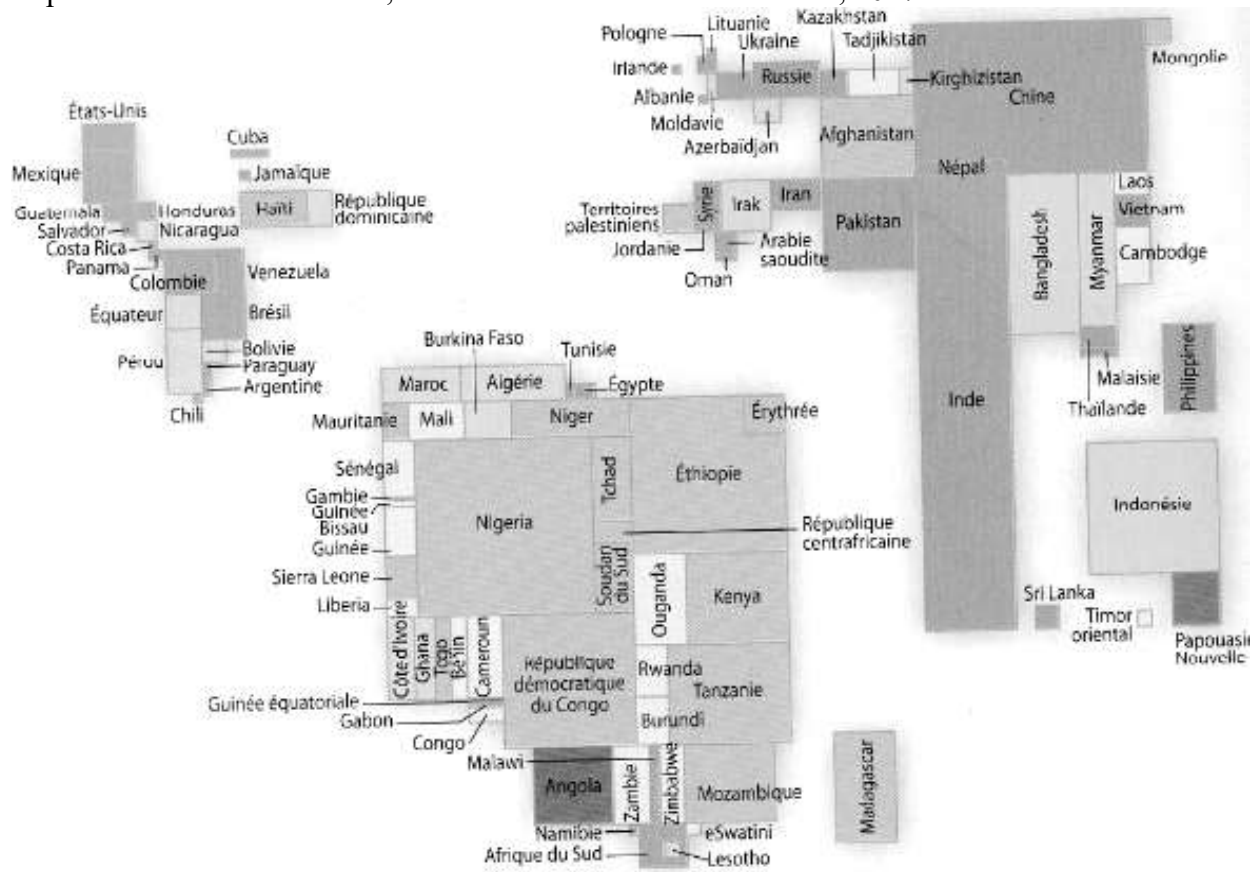 États-Unis
Mexique
Guatemala
Salvador
Costa Rica
Panama
Honduras
Nicaragua
Cuba
Jamaïque
Haïti
République
dominicaine
Colombie
Venezuela
Équateur
Brésil
Pérou
Bolivie
Paraguay
Argentine
Chili
Pologne
Lituanie
Ukraine
Irlande
Russie
Albanie
Moldavie
Azerbaïdjan
Kazakhstan
Tadjikistan
Kirghizistan
Mongolie
Chine
Afghanistan
Népal
Territoires
palestiniens
Syrie
Irak
Iran
Jordanie
Arabie
saoudite
Oman
Pakistan
Inde
Bangladesh
Myanmar
Laos
Vietnam
Cambodge
Malaisie
Thaïlande
Philippines
Indonésie
Sri Lanka
Timor
oriental
Papouasie
Nouvelle
Burkina Faso
Tunisie
Maroc
Algérie
Égypte
Mauritanie
Mali
Niger
Érythrée
Sénégal
Gambie
Guinée
Bissau
Guinée
Sierra Leone
Liberia
Nigeria
Tchad
Éthiopie
République
centrafricaine
Soudan
du Sud
Ouganda
Kenya
Côte d'Ivoire
Ghana
Togo
Bénin
Cameroun
République
démocratique
du Congo
Rwanda
Tanzanie
Burundi
Guinée équatoriale
Gabon
Congo
Malawi
Angola
Zambie
Zimbabwe
Mozambique
Madagascar
Namibie
eSwatini
Afrique du Sud
Lesotho